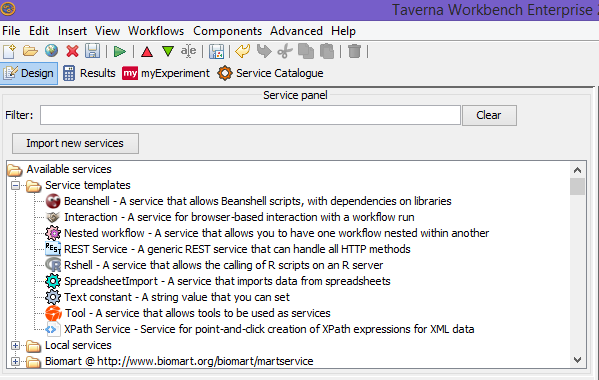 Taverna Workbench Enterprise
File Edit Insert View Workflows Components Advanced Help
a e
Design Results my myExperiment Service Catalogue
Service panel
Filter: Clear
Import new services
Available services
Service templates
Beanshell - A service that allows Beanshell scripts, with dependencies on libraries
Interaction - A service for browser-based interaction with a workflow run
Nested workflow - A service that allows you to have one workflow nested within another
REST REST Service - A generic REST service that can handle all HTTP methods
R Rshell - A service that allows the calling of R scripts on an R server
SpreadsheetImport - A service that imports data from spreadsheets
Text constant - A string value that you can set
Tool - A service that allows tools to be used as services
XPath Service - Service for point-and-click creation of XPath expressions for XML data
Local services
Biomart @ http://www.biomart.org/biomart/martservice